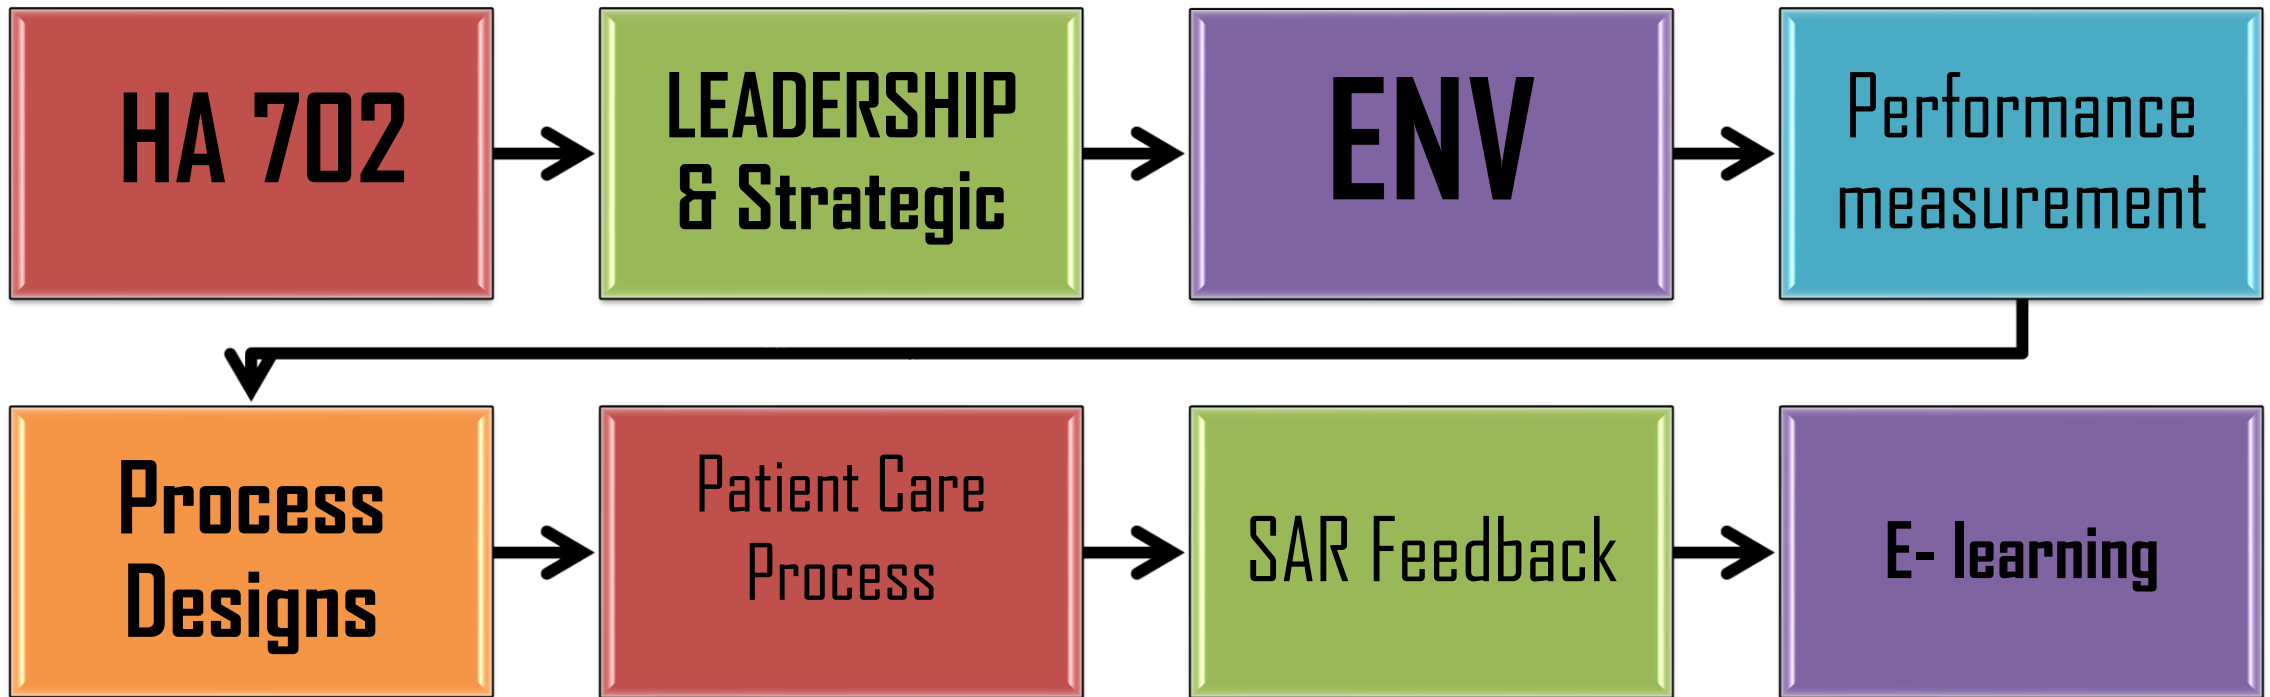 HA 702
LEADERSHIP
& Strategic
ENV
Performance
measurement
Process
Designs
Patient Care
Process
SAR Feedback
E- learning